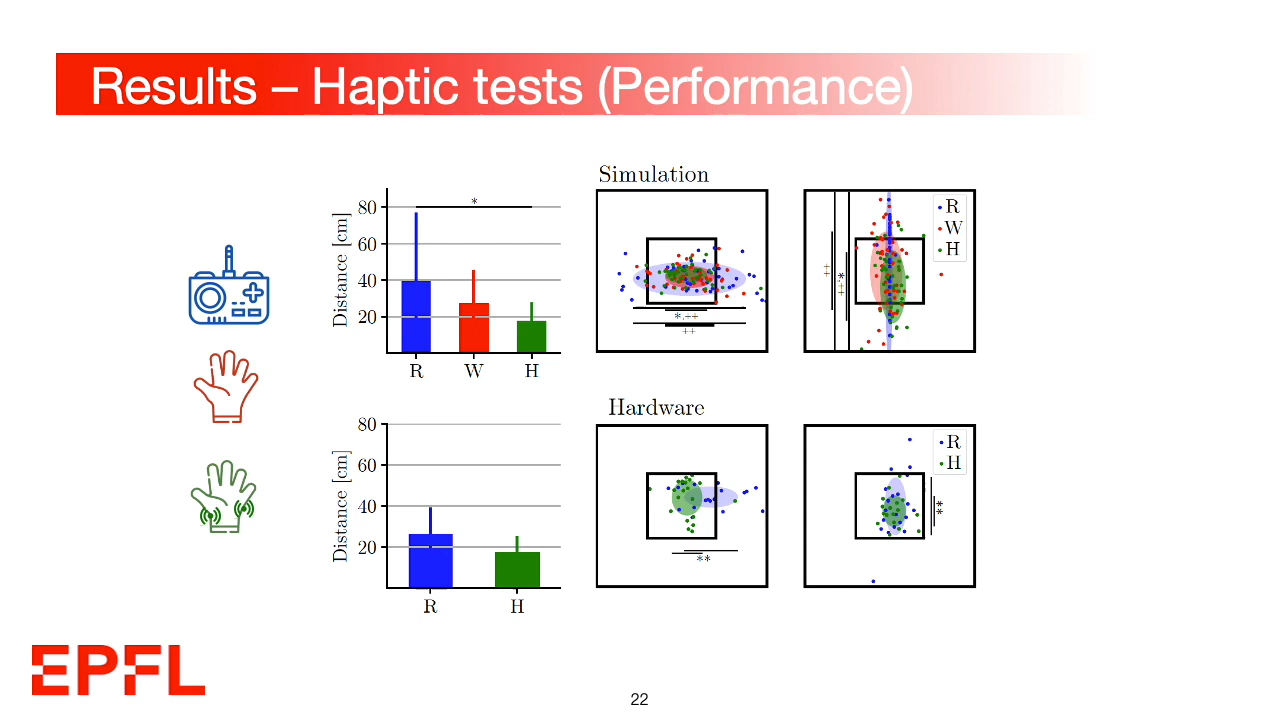 Results – Haptic tests (Performance)
Simulation
Distance [cm]
80
60
40
20
*
R
W
H
*,++
++
++
++,*
R
W
H
Hardware
Distance [cm]
80
60
40
20
R
H
**
**
R
H
EPFL
22